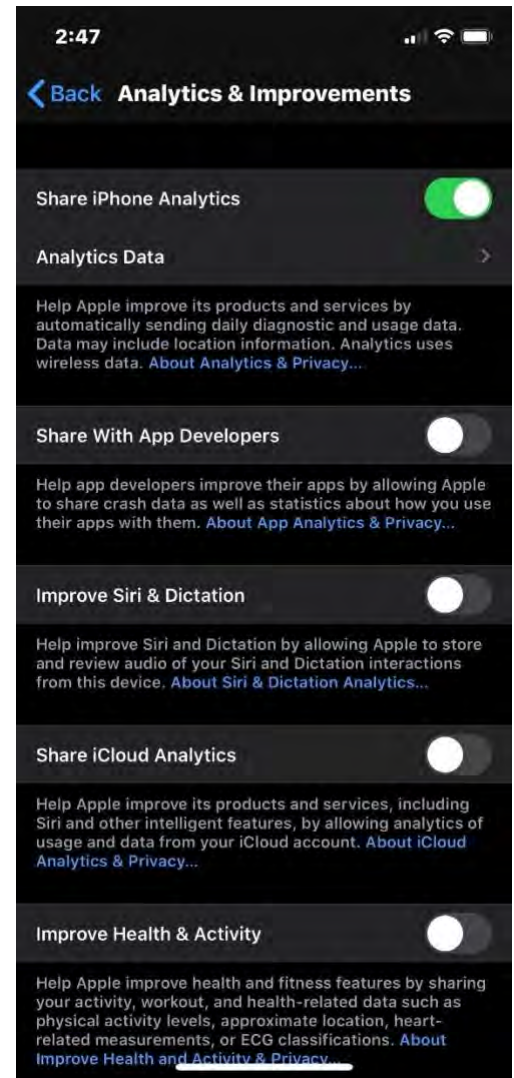 2:47
Back Analytics & Improvements
Share iPhone Analytics
Analytics Data
Help Apple improve its products and services by
automatically sending daily diagnostic and usage data.
Data may include location information. Analytics uses
wireless data. About Analytics & Privacy...
Share With App Developers
Help app developers improve their apps by allowing Apple
to share crash data as well as statistics about how you use
their apps with them. About App Analytics & Privacy...
Improve Siri & Dictation
Help improve Siri and Dictation by allowing Apple to store
and review audio of your Siri and Dictation interactions
from this device. About Siri & Dictation Analytics...
Share iCloud Analytics
Help Apple improve its products and services, including
Siri and other intelligent features, by allowing analytics of
usage and data from your iCloud account. About iCloud
Analytics & Privacy...
Improve Health & Activity
Help Apple improve health and fitness features by sharing
your activity, workout, and health-related data such as
physical activity levels, approximate location, heart-
related measurements, or ECG classifications. About
Improve Health and Activity & Privacy...